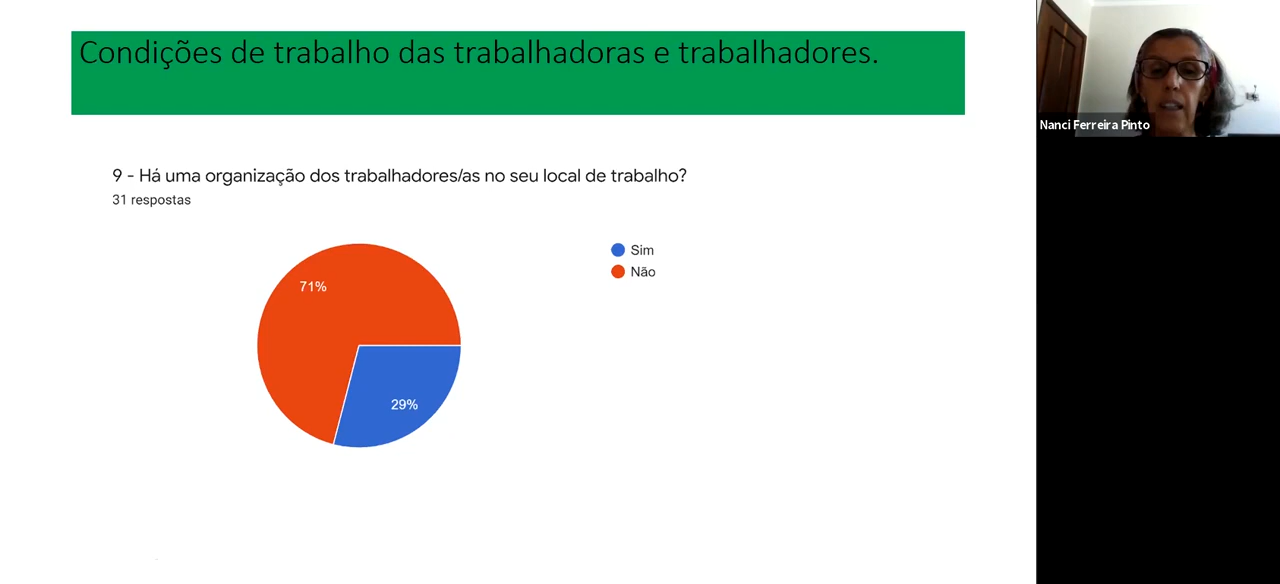 Condições de trabalho das trabalhadoras e trabalhadores.
9 - Há uma organização dos trabalhadores/as no seu local de trabalho?
31 respostas
Sim
Não
71%
29%
Nanci Ferreira Pinto